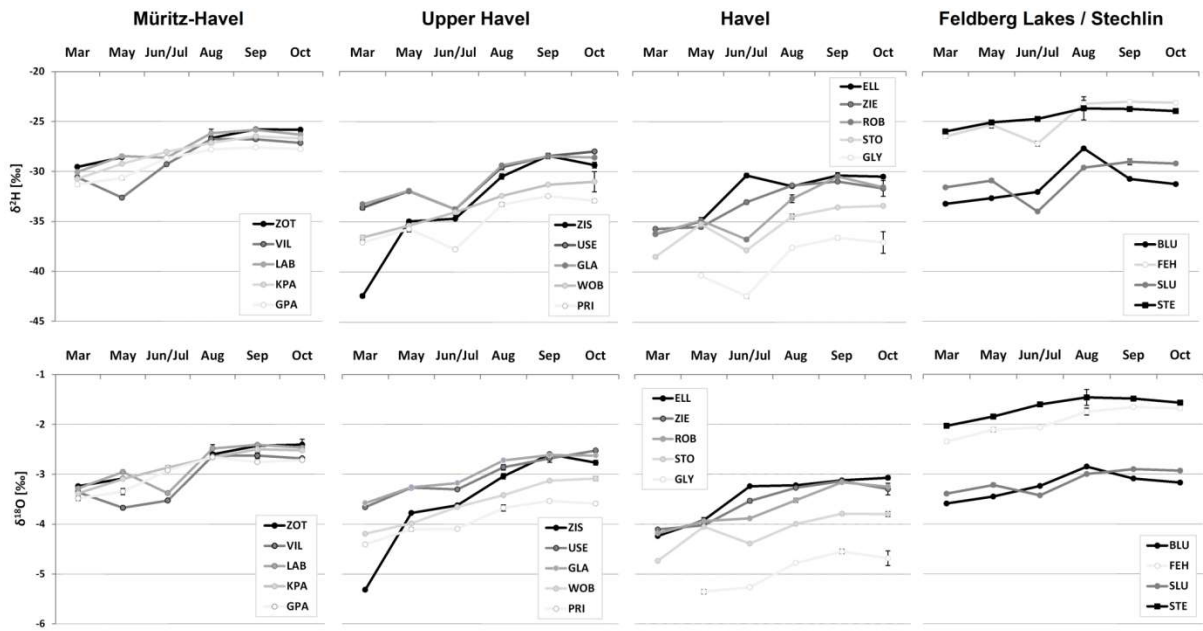 Müritz-Havel Upper Havel Havel Feldberg Lakes / Stechlin
Mar May Jun/Jul Aug Sep Oct Mar May Jun/Jul Aug Sep Oct Mar May Jun/Jul Aug Sep Oct Mar May Jun/Jul Aug Sep Oct
δ²H [‰]
-20
-25
-30
-35
-40
-45
ZOT
VIL
LAB
KPA
GPA
ZIS
USE
GLA
WOB
PRI
ELL
ZIE
ROB
STO
GLY
BLU
FEH
SLU
STE
Mar May Jun/Jul Aug Sep Oct Mar May Jun/Jul Aug Sep Oct Mar May Jun/Jul Aug Sep Oct Mar May Jun/Jul Aug Sep Oct
δ¹⁸O [‰]
-1
-2
-3
-4
-5
-6
ZOT
VIL
LAB
KPA
GPA
ZIS
USE
GLA
WOB
PRI
ELL
ZIE
ROB
STO
GLY
BLU
FEH
SLU
STE